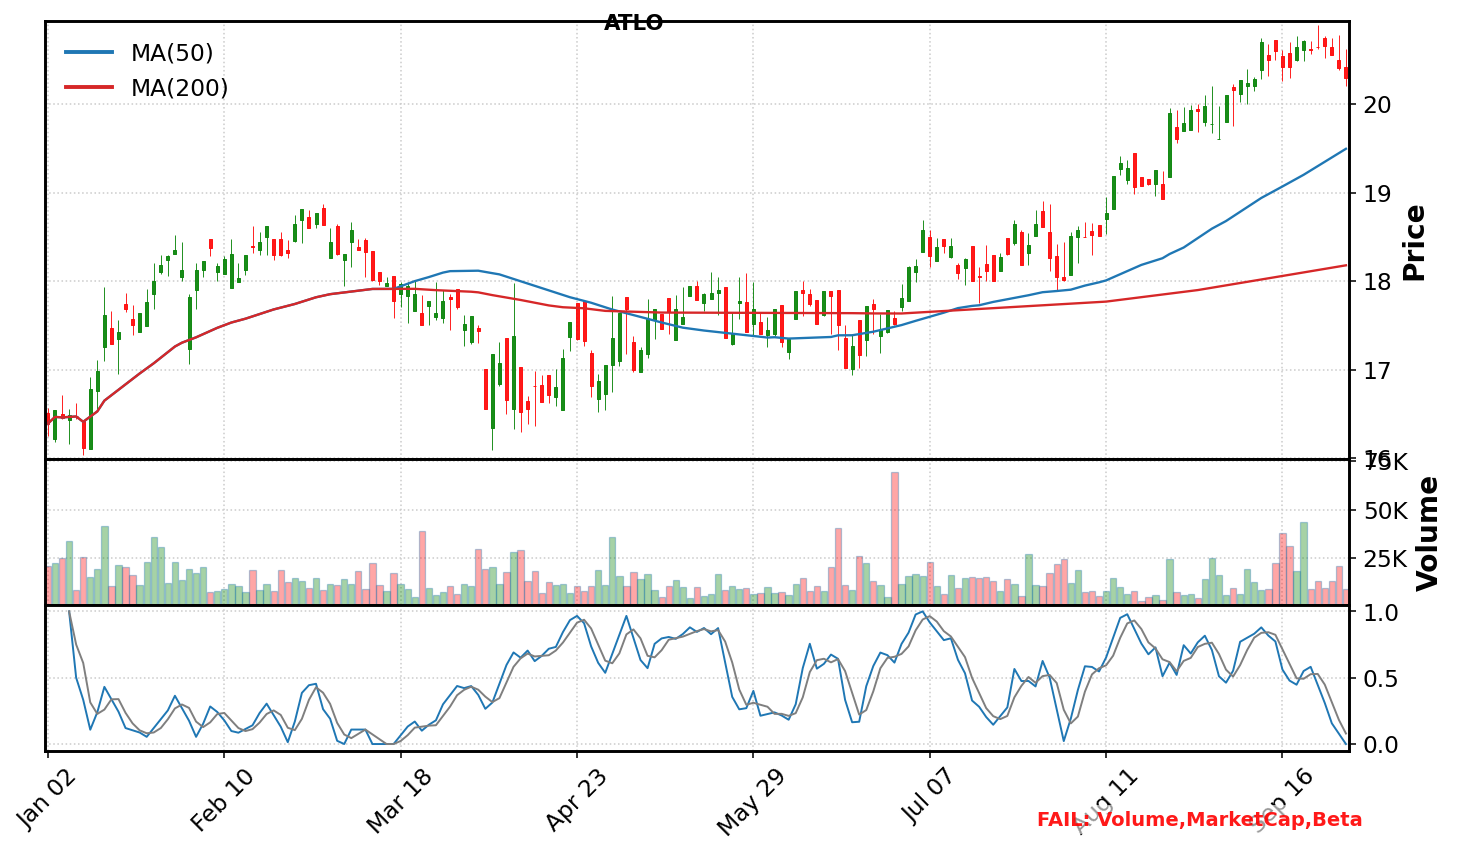 ATLO
MA(50)
MA(200)
20
19
18
17
16
Price
75K
50K
25K
Volume
1.0
0.5
0.0
Jan 02
Feb 10
Mar 18
Apr 23
May 29
Jul 07
Aug 11
Sep 16
FAIL: Volume,MarketCap,Beta